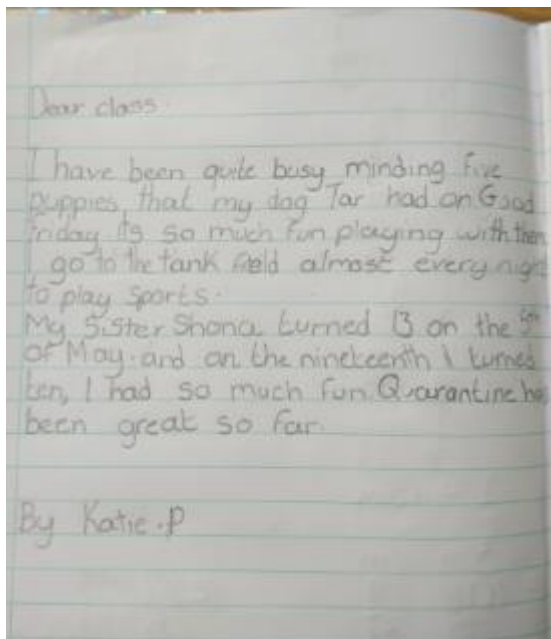 Dear class.
I have been quite busy minding five
puppies, that my dog Tar had on Good
Friday its so much fun playing with them
I go to the tank field almost every night
to play sports.
My Sister Shona turned 13 on the 5th
of May. and on the nineteenth I turned
ten, I had so much fun Quarantine has
been great so far
By Katie.P